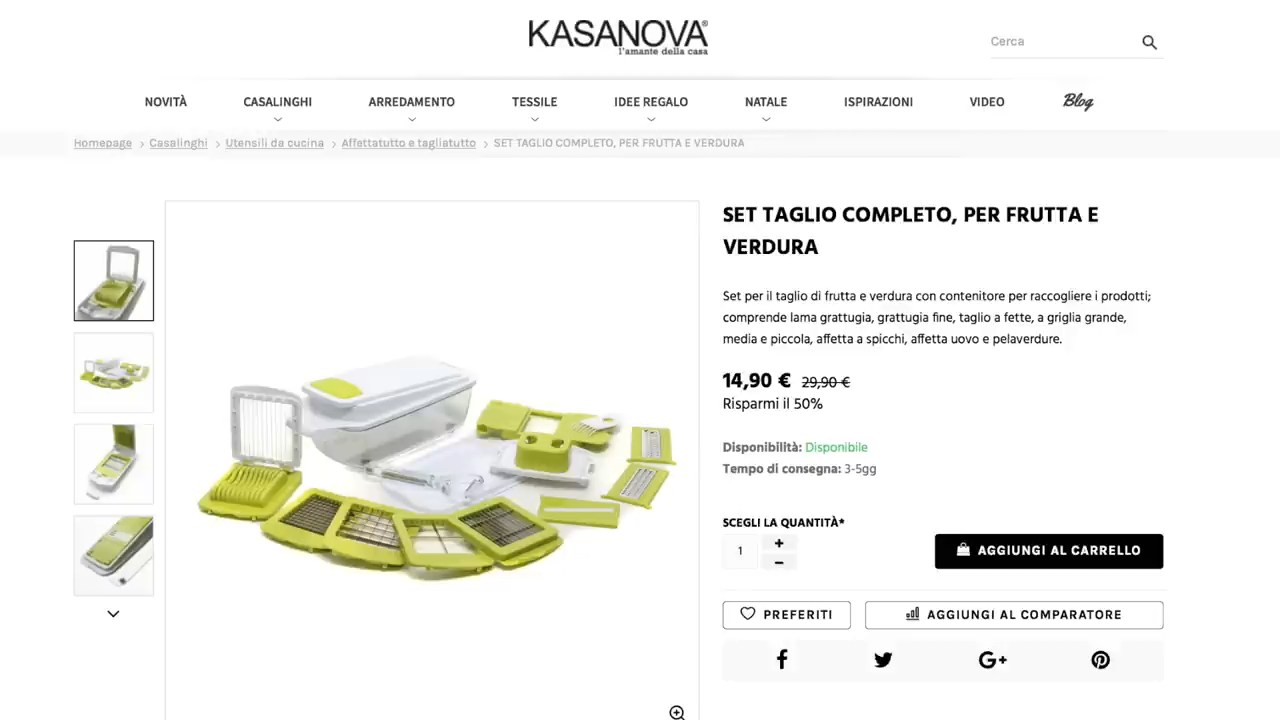 KASANOVA®
l'amante della casa
Cerca
NOVITÀ CASALINGHI ARREDAMENTO TESSILE IDEE REGALO NATALE ISPIRAZIONI VIDEO Blog
Homepage > Casalinghi > Utensili da cucina > Affettatutto e tagliatutto > SET TAGLIO COMPLETO, PER FRUTTA E VERDURA
SET TAGLIO COMPLETO, PER FRUTTA E
VERDURA
Set per il taglio di frutta e verdura con contenitore per raccogliere i prodotti;
comprende lama grattugia, grattugia fine, taglio a fette, a griglia grande,
media e piccola, affetta a spicchi, affetta uovo e pelaverdure.
14,90 € 29,90 €
Risparmi il 50%
Disponibilità: Disponibile
Tempo di consegna: 3-5gg
SCEGLI LA QUANTITÀ*
1 + −
AGGIUNGI AL CARRELLO
PREFERITI
AGGIUNGI AL COMPARATORE